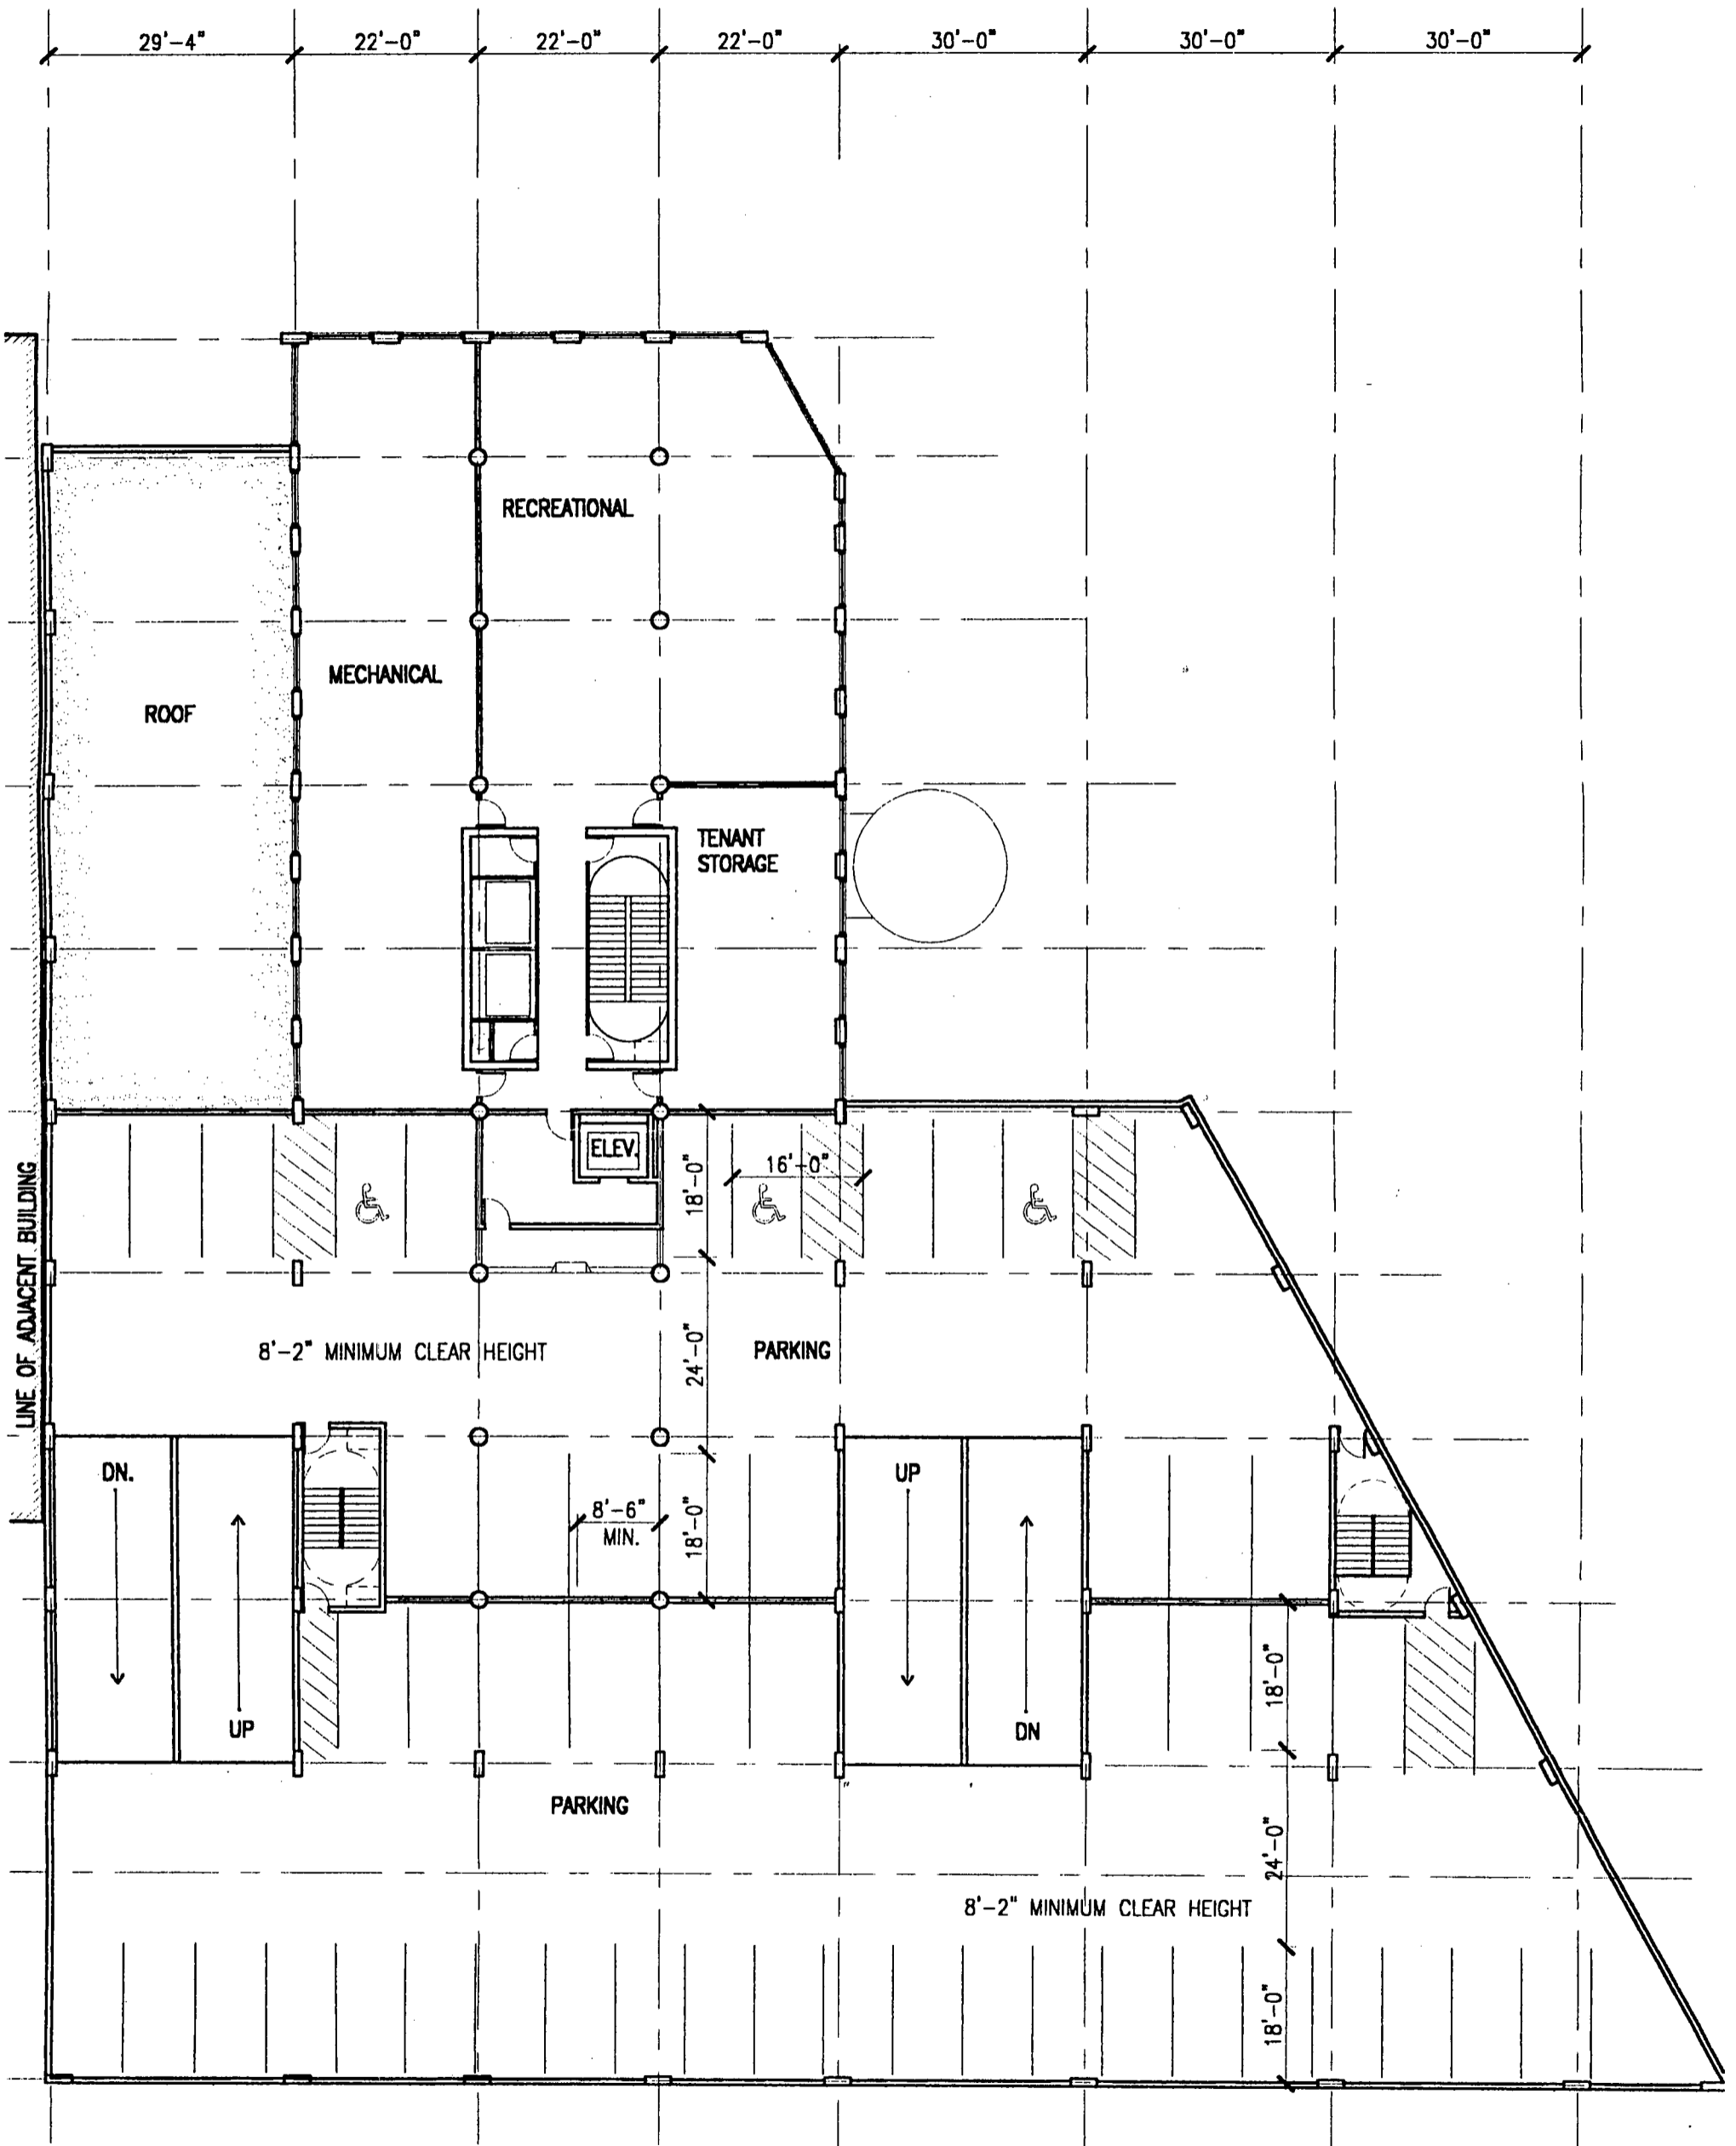 29'-4" 22'-0" 22'-0" 22'-0" 30'-0" 30'-0" 30'-0"
RECREATIONAL
MECHANICAL
ROOF
TENANT
STORAGE
LINE OF ADJACENT BUILDING
ELEV.
18'-0"
16'-0"
8'-2" MINIMUM CLEAR HEIGHT
24'-0"
PARKING
DN.
UP
8'-6"
MIN.
18'-0"
UP
DN
18'-0"
PARKING
24'-0"
8'-2" MINIMUM CLEAR HEIGHT
18'-0"